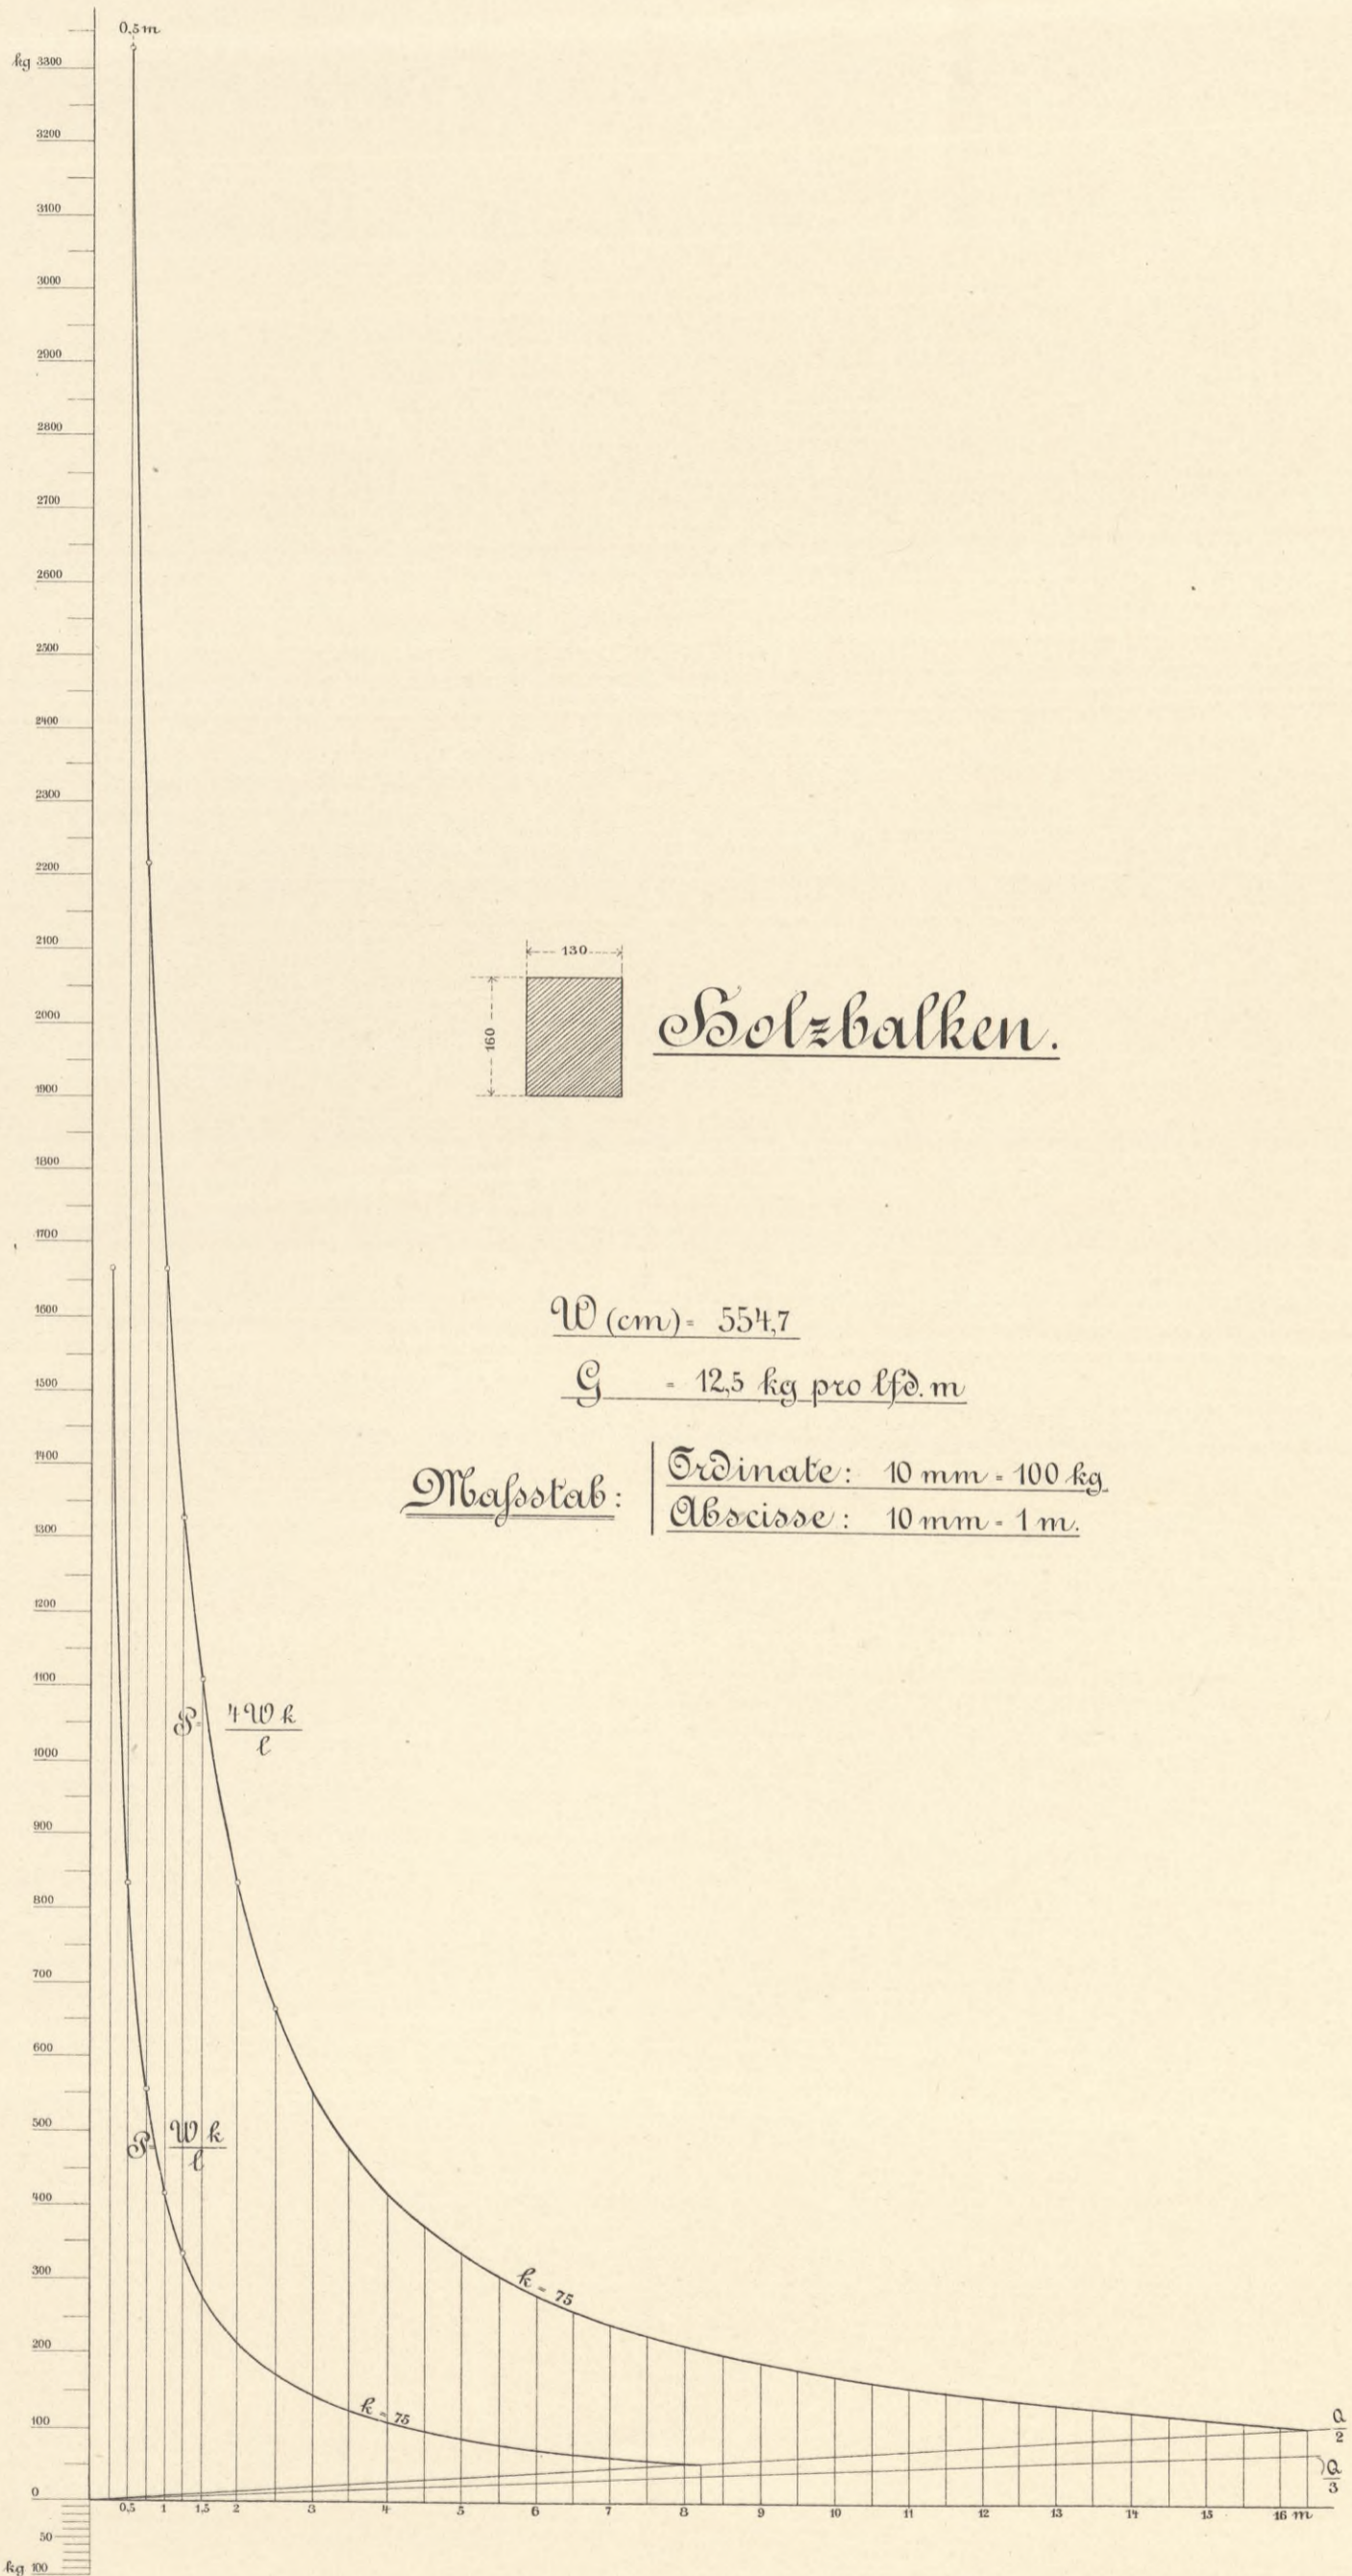 0,5 m
kg 3300
3200
3100
3000
2900
2800
2700
2600
2500
2400
2300
2200
2100
2000
1900
1800
1700
1600
1500
1400
1300
1200
1100
1000
900
800
700
600
500
400
300
200
100
0
50
kg 100
130
160
Holzbalken.
W (cm) = 554,7
G = 12,5 kg pro lfd. m
Massstab:
Ordinate: 10 mm = 100 kg
Abscisse: 10 mm = 1 m.
P = 4 W k / l
P = W k / l
k = 75
k = 75
Q / 2
Q / 3
0,5 1 1,5 2 3 4 5 6 7 8 9 10 11 12 13 14 15 16 m